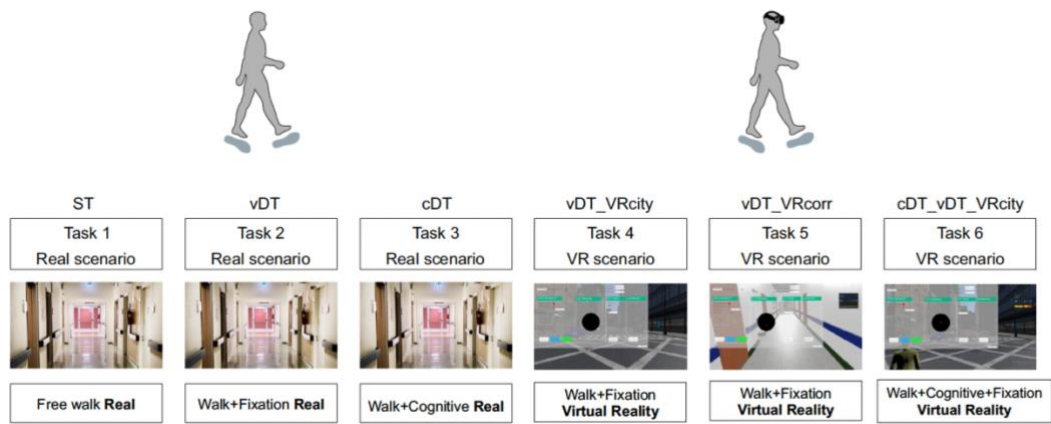 ST
vDT
cDT
vDT_VRcity
vDT_VRcorr
cDT_vDT_VRcity
Task 1
Real scenario
Task 2
Real scenario
Task 3
Real scenario
Task 4
VR scenario
Task 5
VR scenario
Task 6
VR scenario
Free walk Real
Walk+Fixation Real
Walk+Cognitive Real
Walk+Fixation
Virtual Reality
Walk+Fixation
Virtual Reality
Walk+Cognitive+Fixation
Virtual Reality